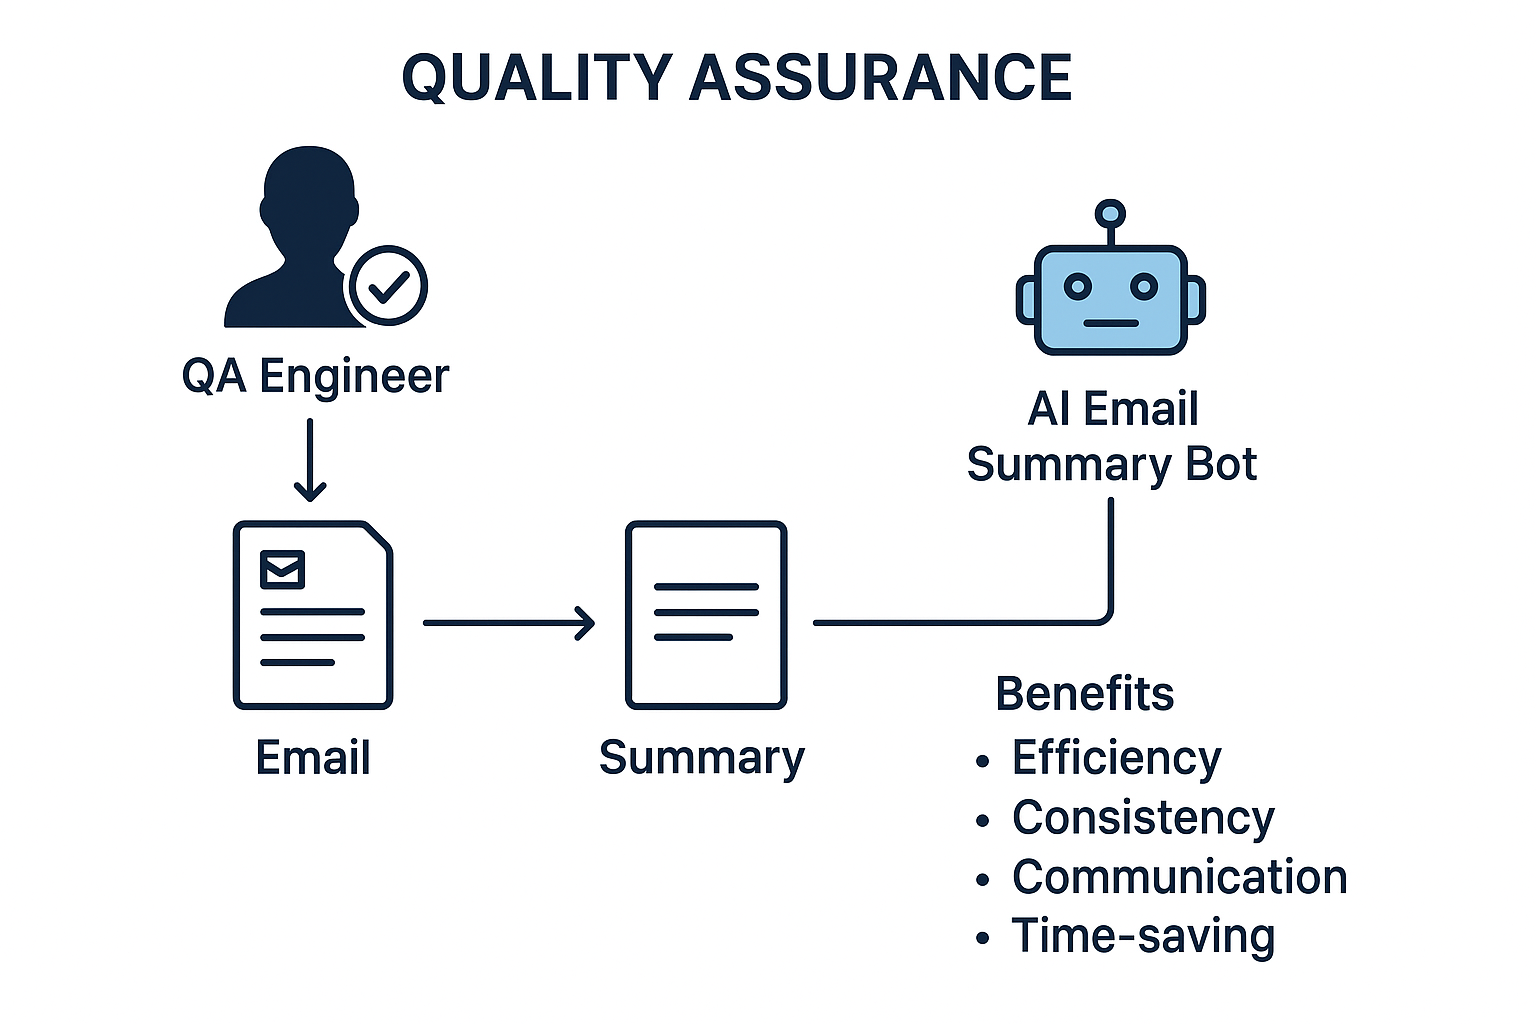 QUALITY ASSURANCE
QA Engineer
AI Email
Summary Bot
Email
Summary
Benefits
• Efficiency
• Consistency
• Communication
• Time-saving